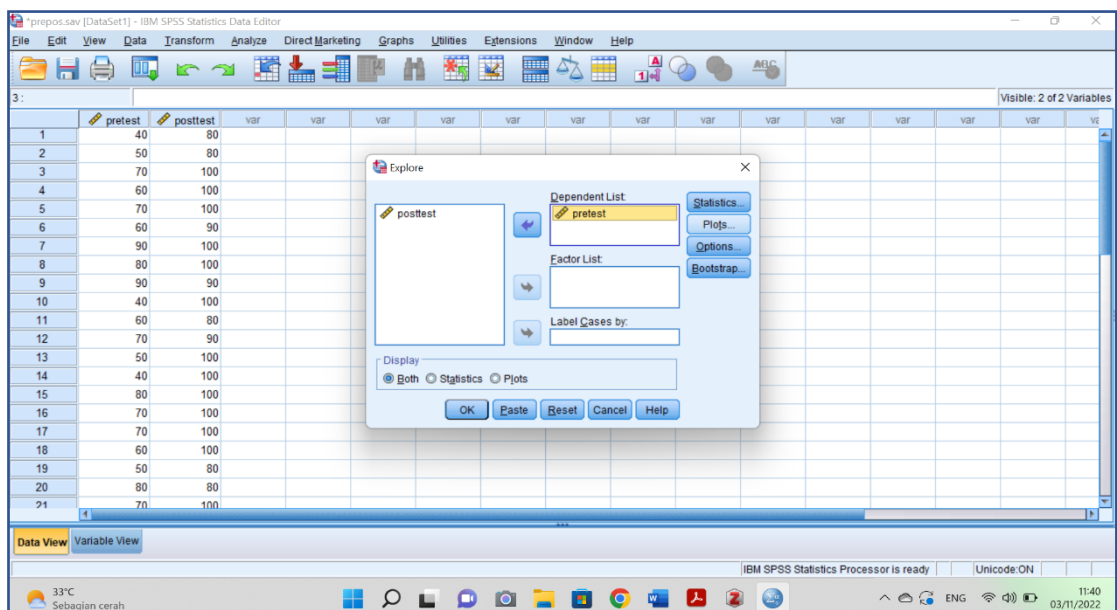 *prepos.sav [DataSet1] - IBM SPSS Statistics Data Editor
File Edit View Data Transform Analyze Direct Marketing Graphs Utilities Extensions Window Help
3 :
Visible: 2 of 2 Variables
pretest posttest var var var var var var var var var var var var var va
1 40 80
2 50 80
3 70 100
4 60 100
5 70 100
6 60 90
7 90 100
8 80 100
9 90 90
10 40 100
11 60 80
12 70 90
13 50 100
14 40 100
15 80 100
16 70 100
17 70 100
18 60 100
19 50 80
20 80 80
21 70 100
Explore
posttest
Dependent List:
pretest
Factor List:
Label Cases by:
Statistics...
Plots...
Options...
Bootstrap...
Display
Both Statistics Plots
OK Paste Reset Cancel Help
Data View Variable View
IBM SPSS Statistics Processor is ready Unicode:ON
33°C
Sebagian cerah
ENG
11:40
03/11/2022